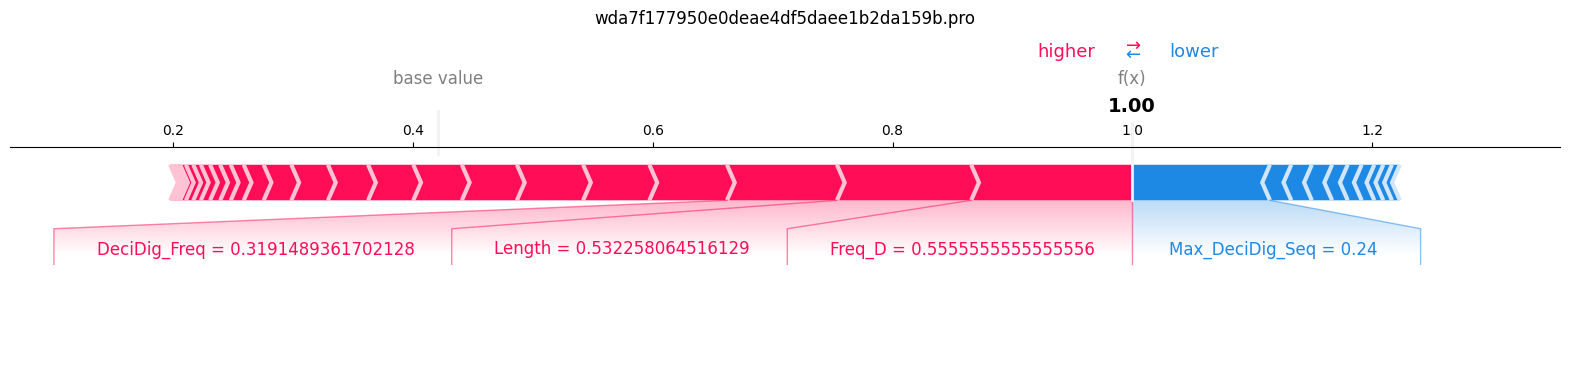 wda7f177950e0deae4df5daee1b2da159b.pro
higher ⇄ lower
base value f(x)
1.00
0.2 0.4 0.6 0.8 1.0 1.2
DeciDig_Freq = 0.3191489361702128 Length = 0.532258064516129 Freq_D = 0.5555555555555556 Max_DeciDig_Seq = 0.24